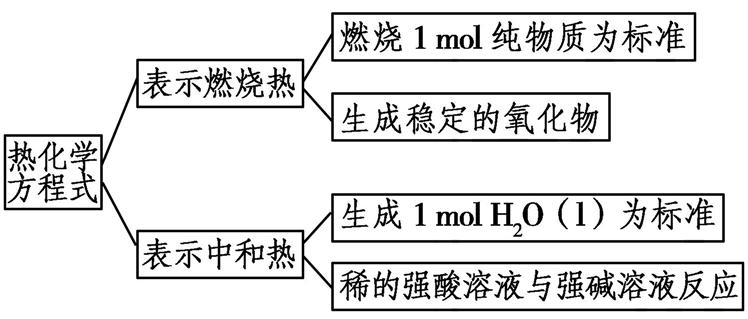 热化学
方程式
表示燃烧热
燃烧 1 mol 纯物质为标准
生成稳定的氧化物
表示中和热
生成 1 mol H₂O（l）为标准
稀的强酸溶液与强碱溶液反应